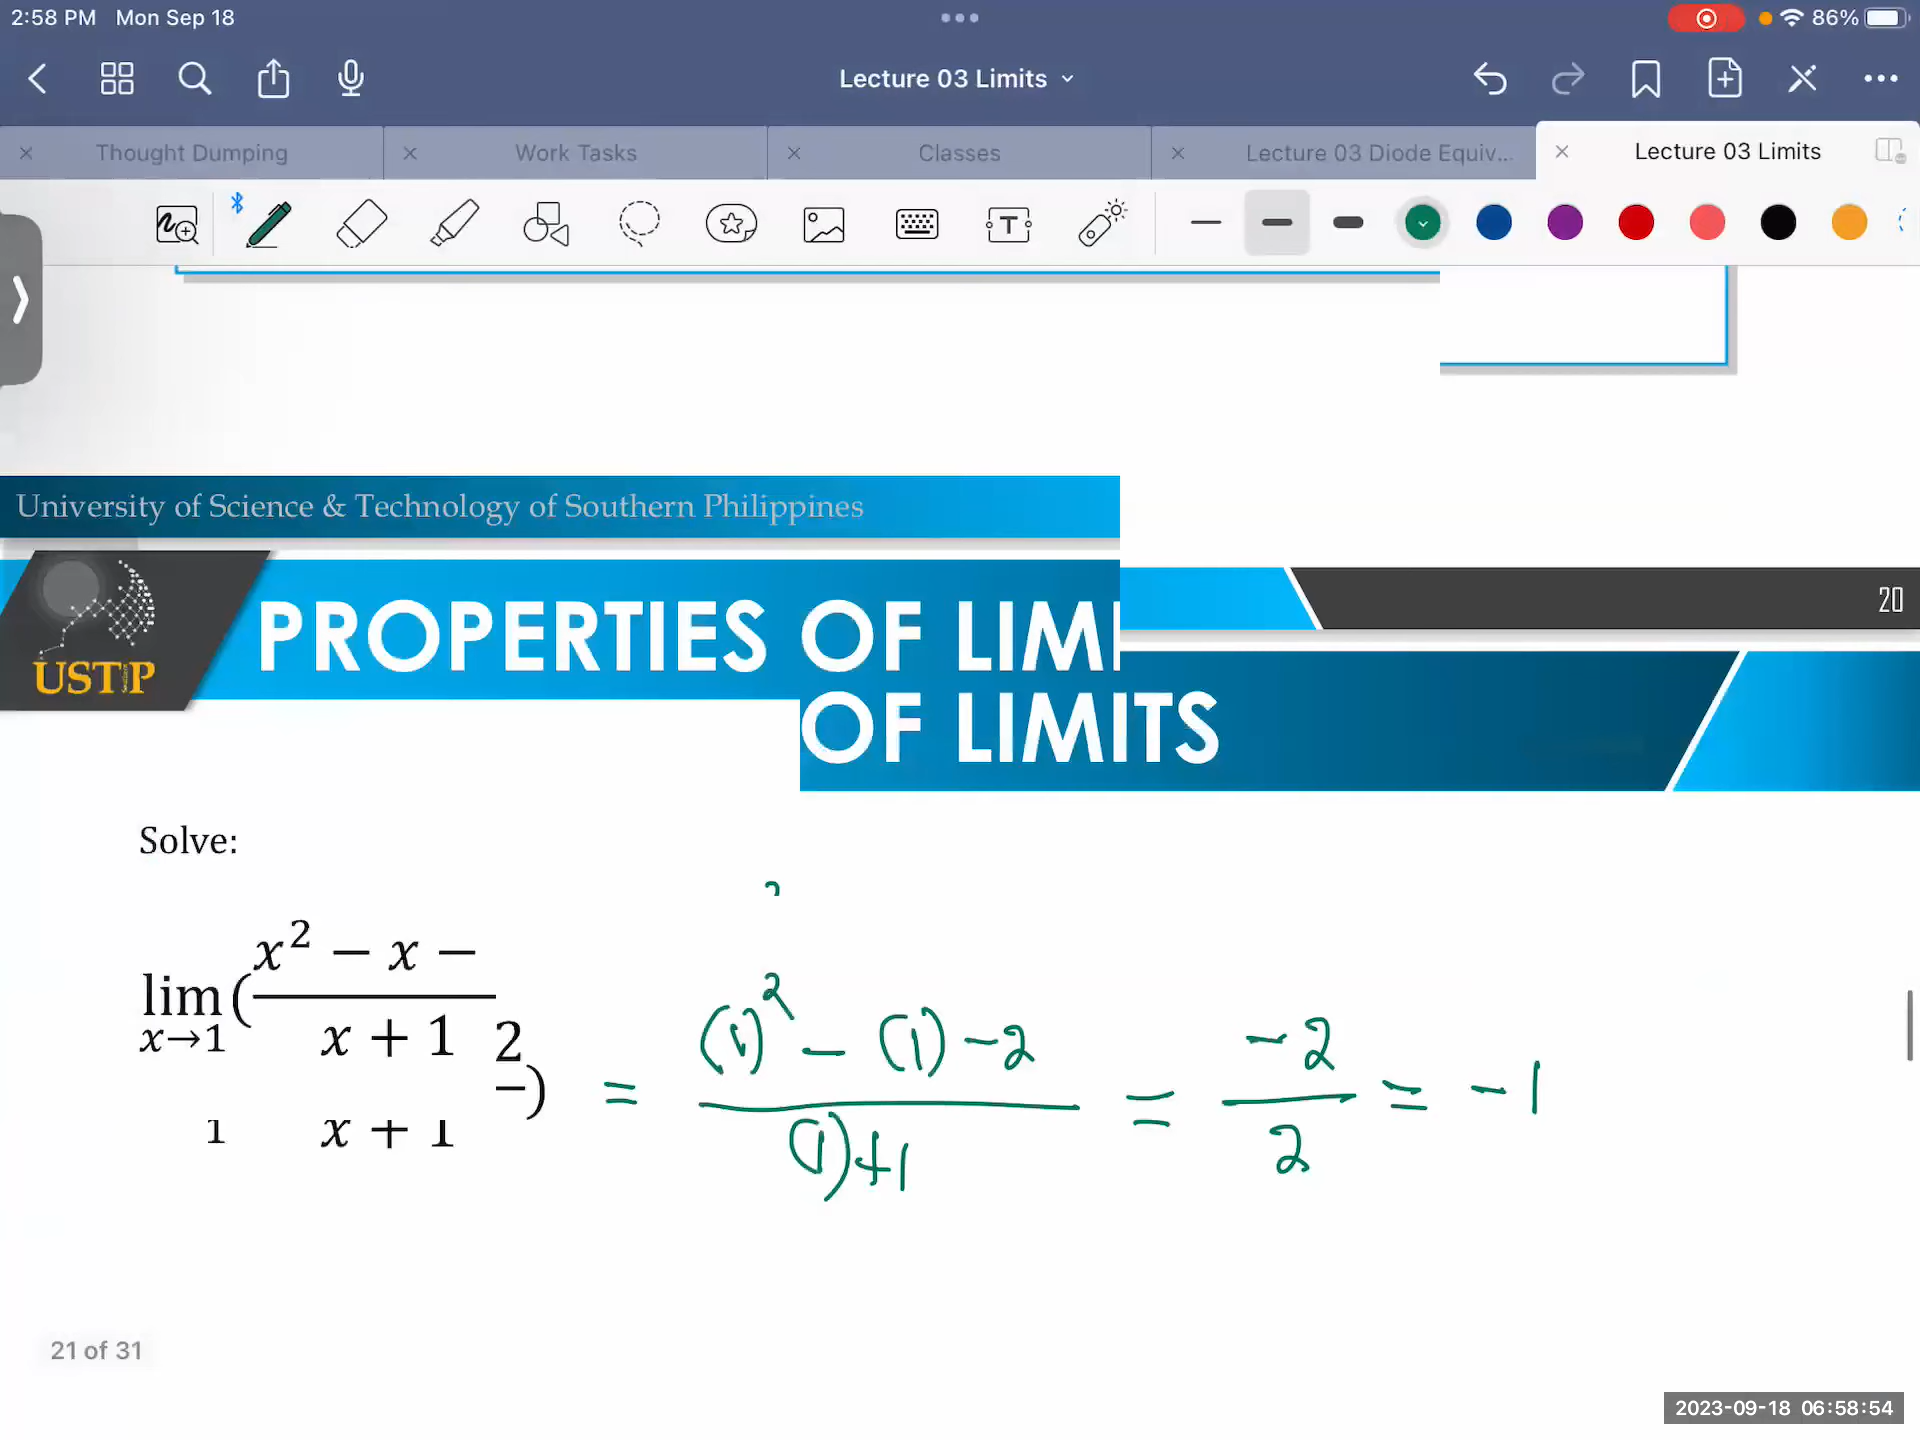 2:58 PM Mon Sep 18
86%
Lecture 03 Limits
Thought Dumping
Work Tasks
Classes
Lecture 03 Diode Equiv...
Lecture 03 Limits
University of Science & Technology of Southern Philippines
20
USTP
PROPERTIES OF LIMI
OF LIMITS
Solve:
lim x→1 (x² − x −
x + 1 2
−)
1 x + 1
= (1)² − (1) −2
(1)+1
= −2
2
= −1
21 of 31
2023-09-18 06:58:54